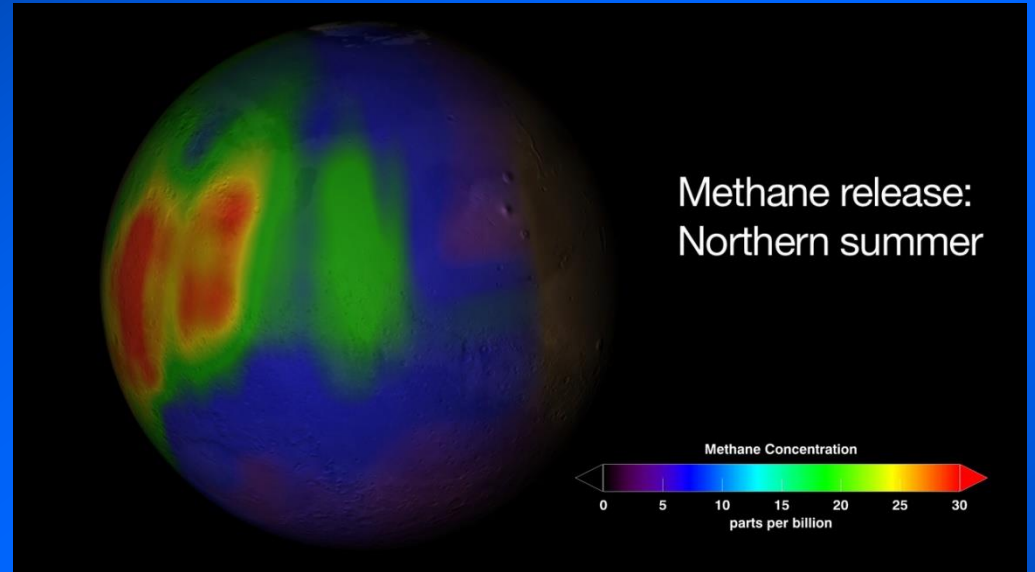 Methane release:
Northern summer
Methane Concentration
0 5 10 15 20 25 30
parts per billion